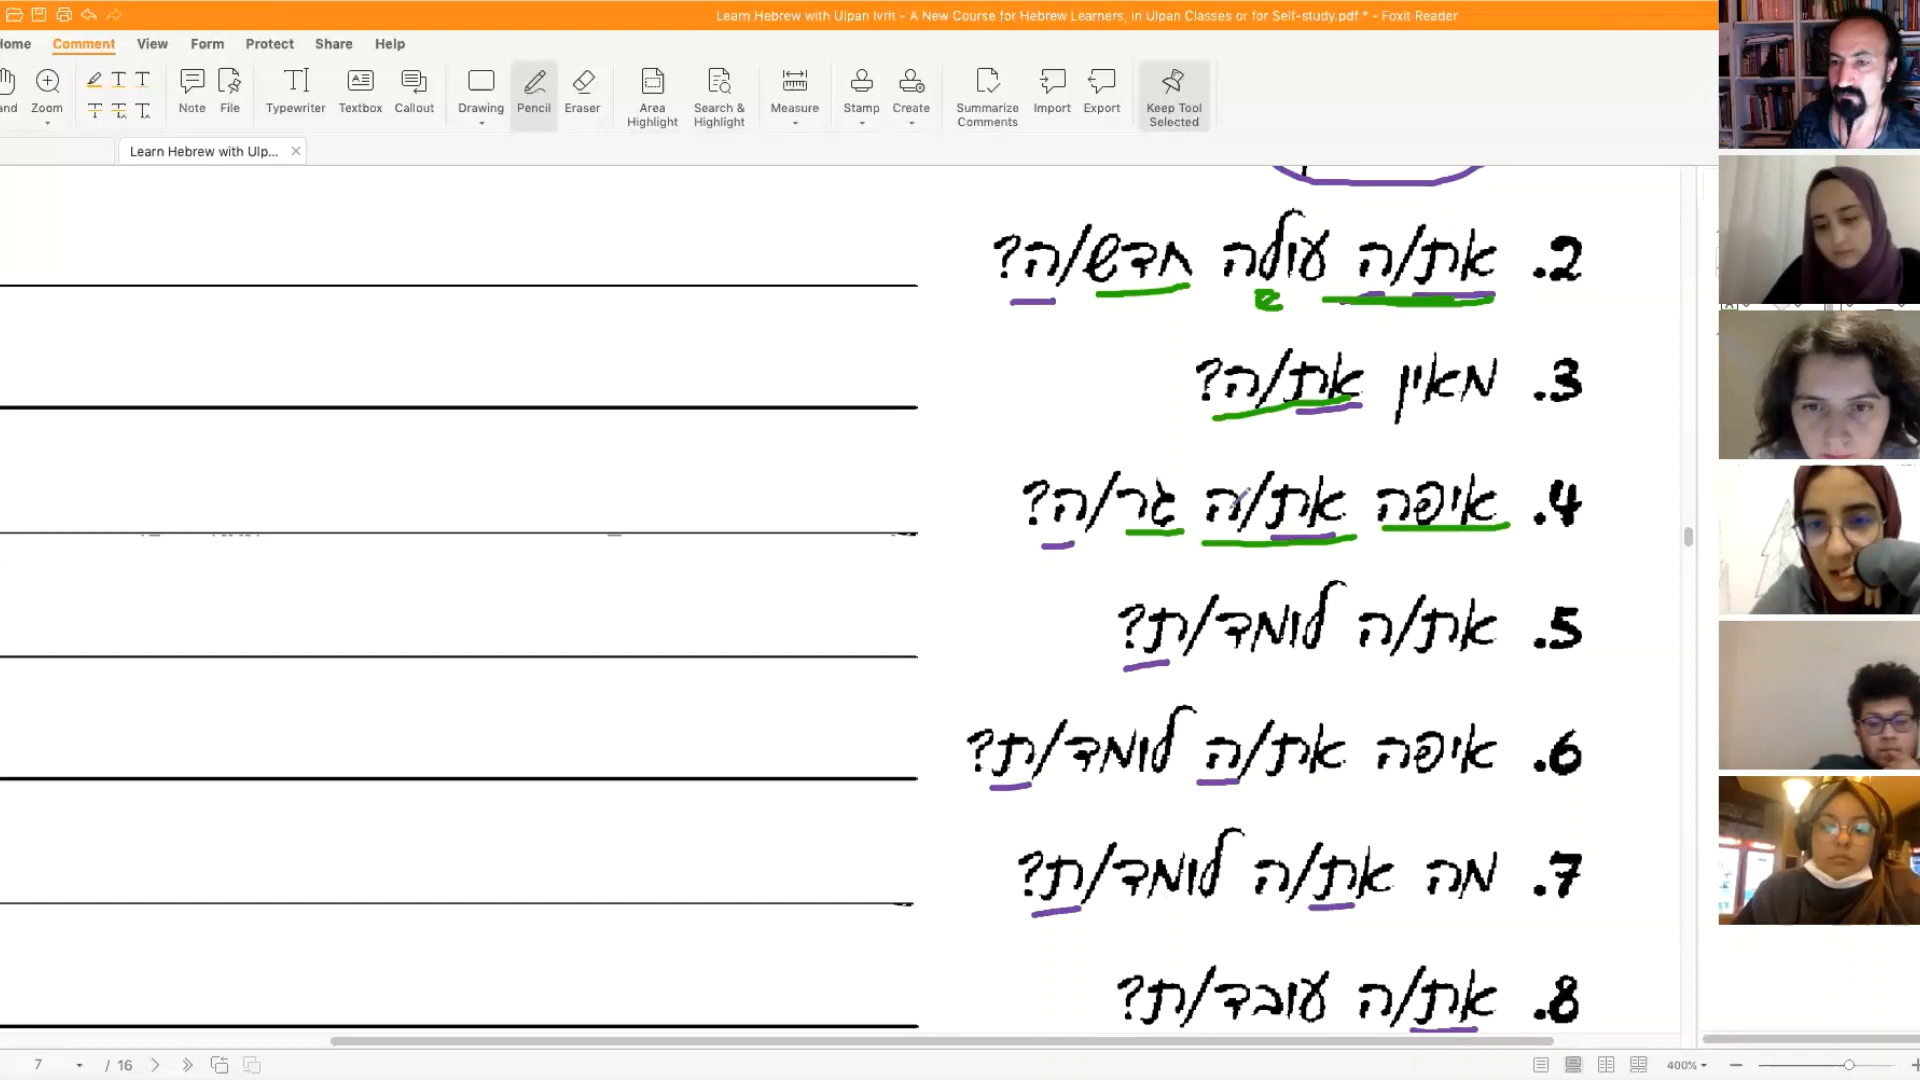 Learn Hebrew with Ulpan Ivrit - A New Course for Hebrew Learners, in Ulpan Classes or for Self-study.pdf * - Foxit Reader
Home Comment View Form Protect Share Help
Zoom Note File Typewriter Textbox Callout Drawing Pencil Eraser Area Highlight Search & Highlight Measure Stamp Create Summarize Comments Import Export Keep Tool Selected
Learn Hebrew with Ulp...
2. את/ה עולה חדש/ה?
3. מאין את/ה?
4. איפה את/ה גר/ה?
5. את/ה לומד/ת?
6. איפה את/ה לומד/ת?
7. מה את/ה לומד/ת?
8. את/ה עובד/ת?
7 / 16
400%